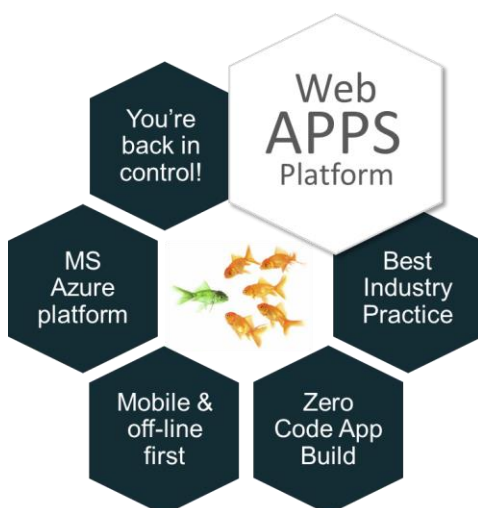 Web
APPS
Platform
You’re
back in
control!
MS
Azure
platform
Best
Industry
Practice
Mobile &
off-line
first
Zero
Code App
Build